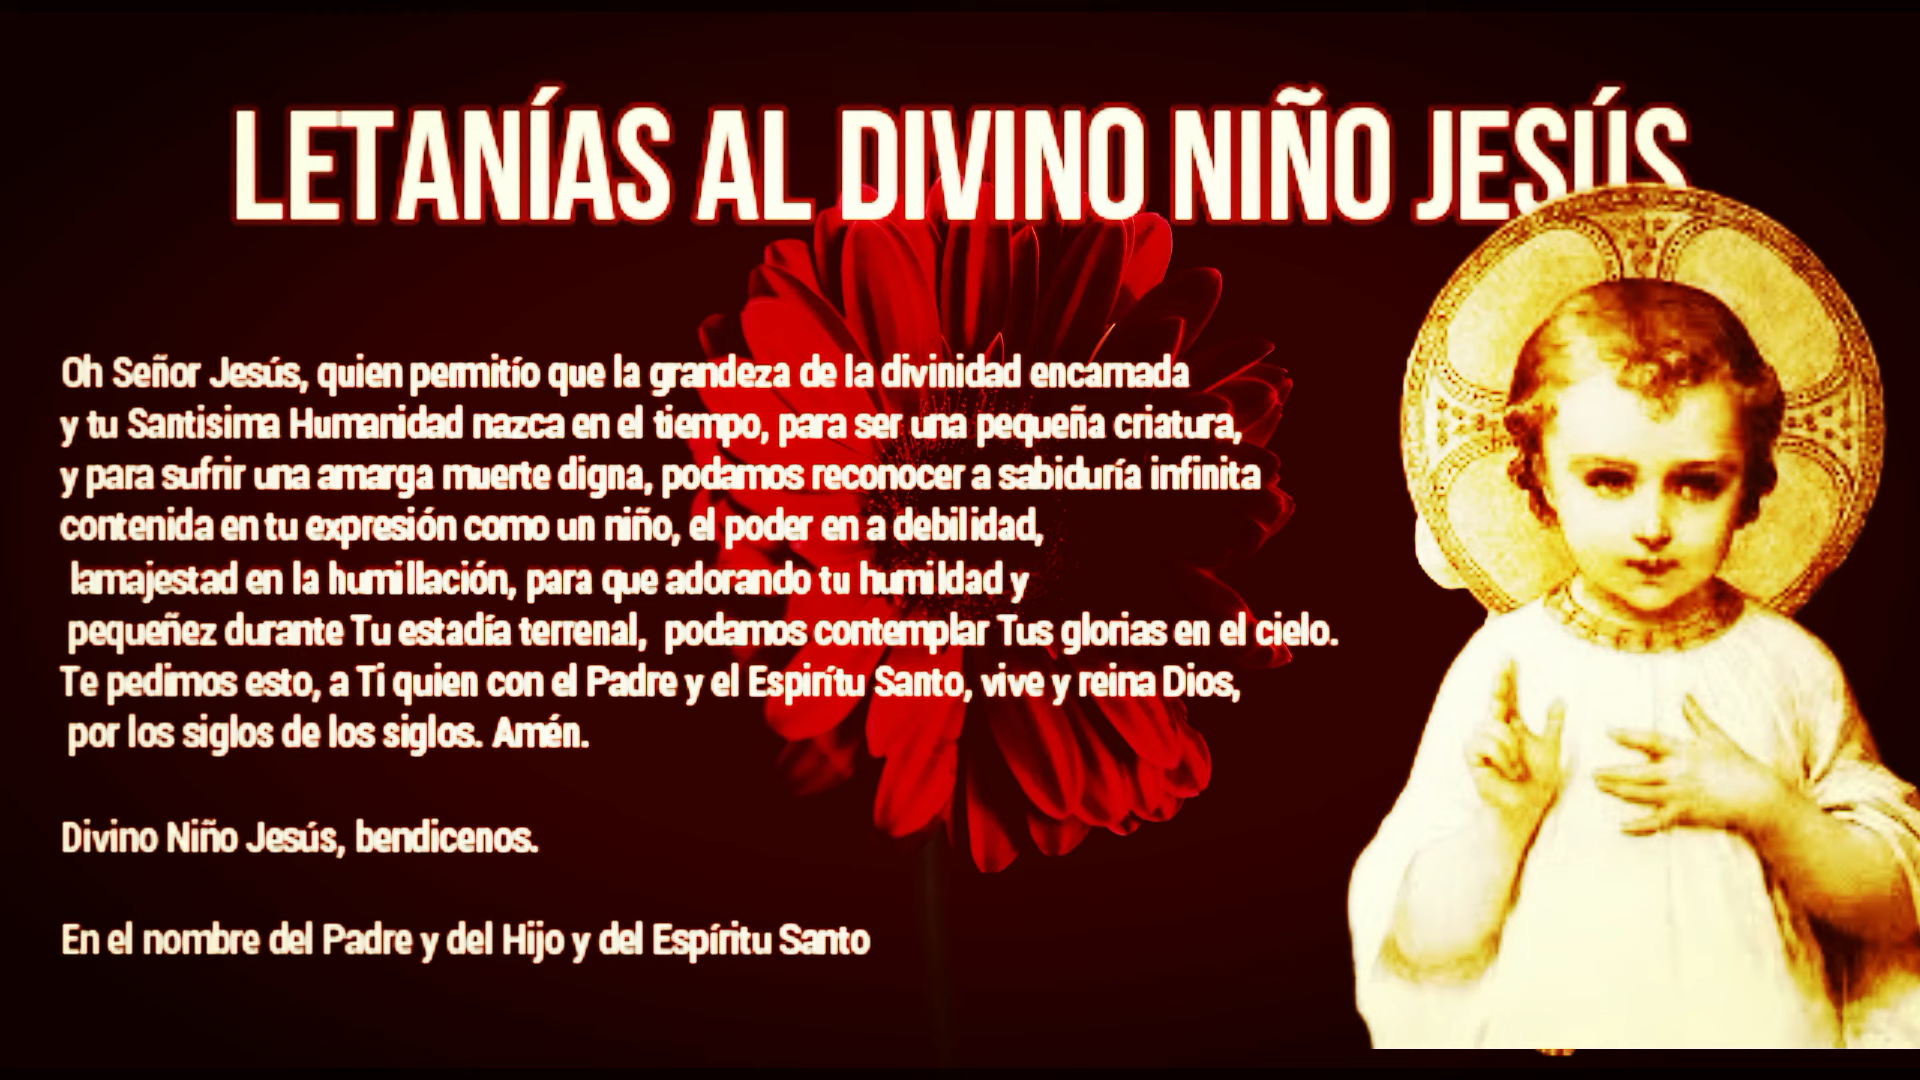 LETANÍAS AL DIVINO NIÑO JESÚS
Oh Señor Jesús, quien permitío que la grandeza de la divinidad encarnada
y tu Santisima Humanidad nazca en el tiempo, para ser una pequeña criatura,
y para sufrir una amarga muerte digna, podamos reconocer a sabiduría infinita
contenida en tu expresión como un niño, el poder en a debilidad,
lamajestad en la humillación, para que adorando tu humildad y
pequeñez durante Tu estadía terrenal, podamos contemplar Tus glorias en el cielo.
Te pedimos esto, a Ti quien con el Padre y el Espirítu Santo, vive y reina Dios,
por los siglos de los siglos. Amén.
Divino Niño Jesús, bendicenos.
En el nombre del Padre y del Hijo y del Espíritu Santo